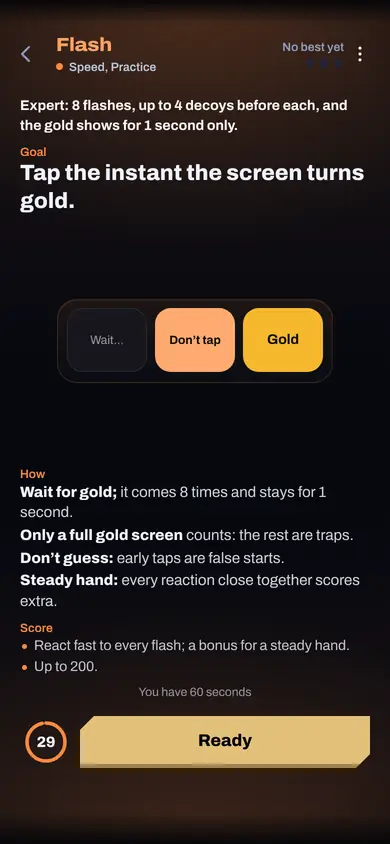 Flash
No best yet
Speed, Practice
Expert: 8 flashes, up to 4 decoys before each, and
the gold shows for 1 second only.
Goal
Tap the instant the screen turns
gold.
Wait…
Don’t tap
Gold
How
Wait for gold; it comes 8 times and stays for 1
second.
Only a full gold screen counts: the rest are traps.
Don’t guess: early taps are false starts.
Steady hand: every reaction close together scores
extra.
Score
React fast to every flash; a bonus for a steady hand.
Up to 200.
You have 60 seconds
29
Ready